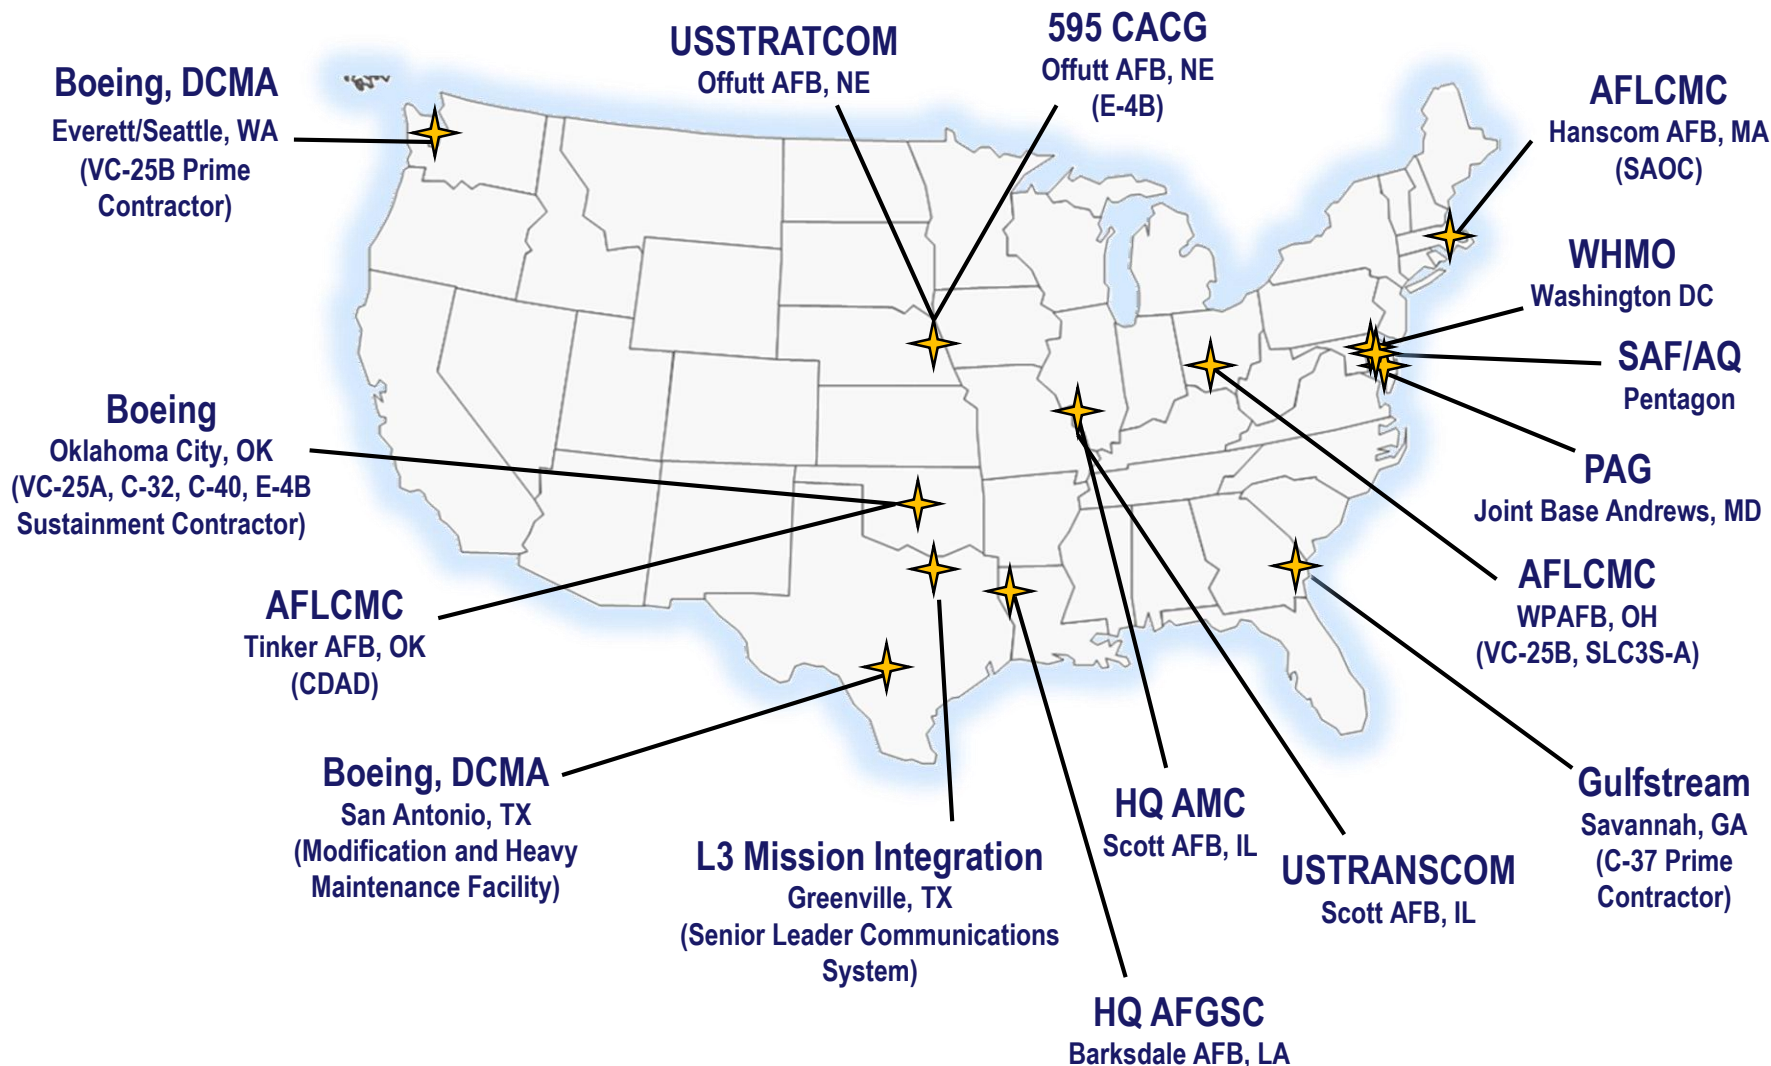 USSTRATCOM
Offutt AFB, NE
595 CACG
Offutt AFB, NE
(E-4B)
Boeing, DCMA
Everett/Seattle, WA
(VC-25B Prime
Contractor)
AFLCMC
Hanscom AFB, MA
(SAOC)
WHMO
Washington DC
SAF/AQ
Pentagon
PAG
Joint Base Andrews, MD
Boeing
Oklahoma City, OK
(VC-25A, C-32, C-40, E-4B
Sustainment Contractor)
AFLCMC
Tinker AFB, OK
(CDAD)
AFLCMC
WPAFB, OH
(VC-25B, SLC3S-A)
Boeing, DCMA
San Antonio, TX
(Modification and Heavy
Maintenance Facility)
L3 Mission Integration
Greenville, TX
(Senior Leader Communications
System)
HQ AMC
Scott AFB, IL
USTRANSCOM
Scott AFB, IL
Gulfstream
Savannah, GA
(C-37 Prime
Contractor)
HQ AFGSC
Barksdale AFB, LA